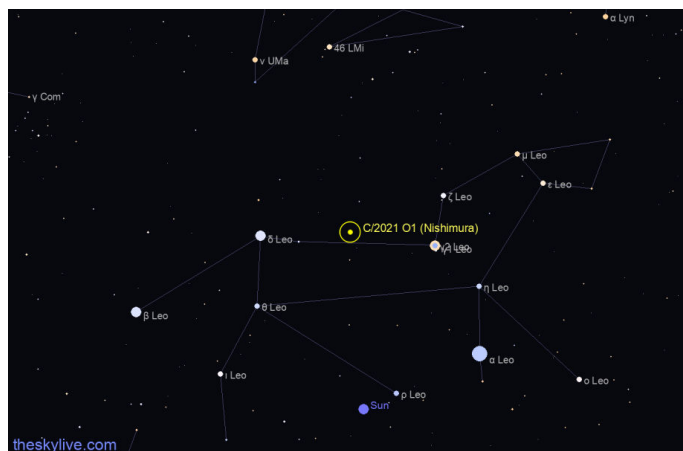 α Lyn
46 LMi
ν UMa
γ Com
μ Leo
ε Leo
ζ Leo
C/2021 O1 (Nishimura)
δ Leo
γ1 Leo
η Leo
θ Leo
β Leo
α Leo
ι Leo
ο Leo
ρ Leo
Sun
theskylive.com